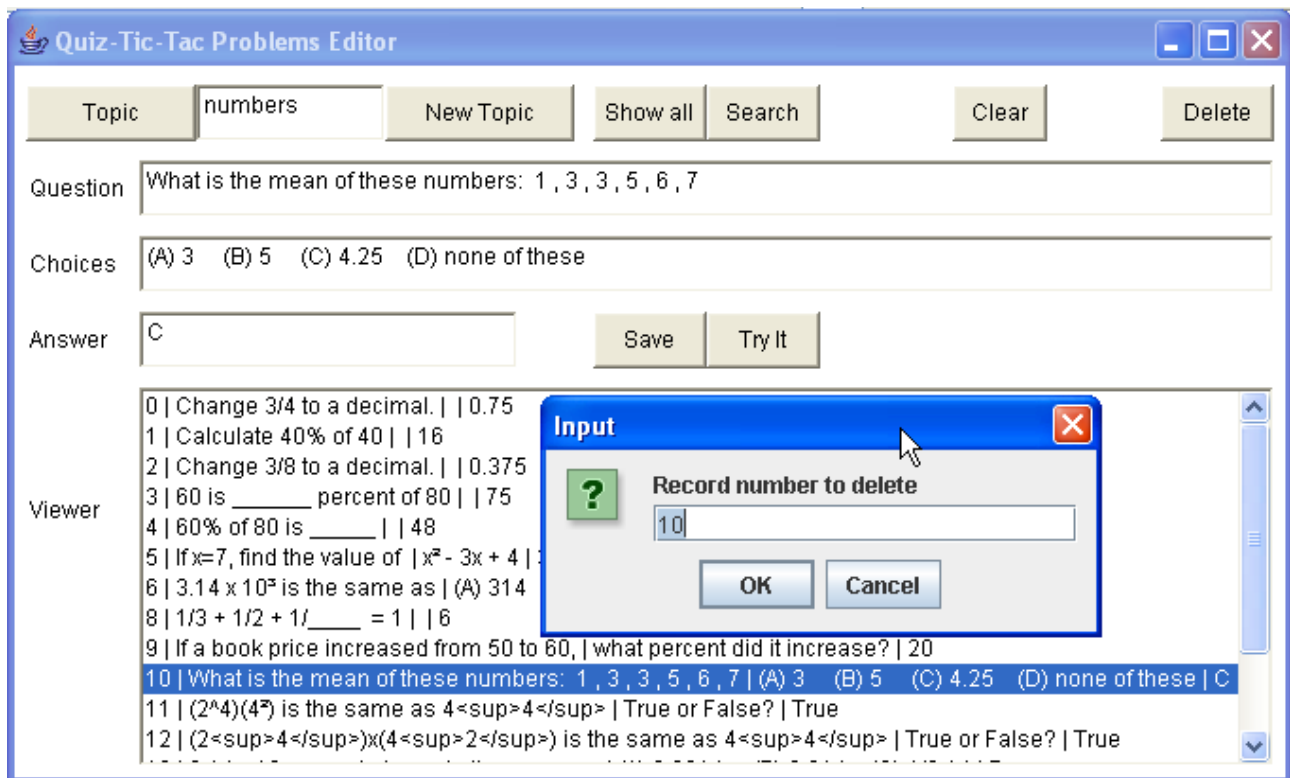 Quiz-Tic-Tac Problems Editor
Topic numbers New Topic Show all Search Clear Delete
Question What is the mean of these numbers: 1 , 3 , 3 , 5 , 6 , 7
Choices (A) 3 (B) 5 (C) 4.25 (D) none of these
Answer C Save Try It
Viewer
0 | Change 3/4 to a decimal. | | 0.75
1 | Calculate 40% of 40 | | 16
2 | Change 3/8 to a decimal. | | 0.375
3 | 60 is _______ percent of 80 | | 75
4 | 60% of 80 is ______ | | 48
5 | If x=7, find the value of | x² - 3x + 4 |
6 | 3.14 x 10² is the same as | (A) 314
8 | 1/3 + 1/2 + 1/____ = 1 | | 6
9 | If a book price increased from 50 to 60, | what percent did it increase? | 20
10 | What is the mean of these numbers: 1 , 3 , 3 , 5 , 6 , 7 | (A) 3 (B) 5 (C) 4.25 (D) none of these | C
11 | (2^4)(4²) is the same as 4<sup>4</sup> | True or False? | True
12 | (2<sup>4</sup>)x(4<sup>2</sup>) is the same as 4<sup>4</sup> | True or False? | True
Input
?
Record number to delete
10
OK Cancel